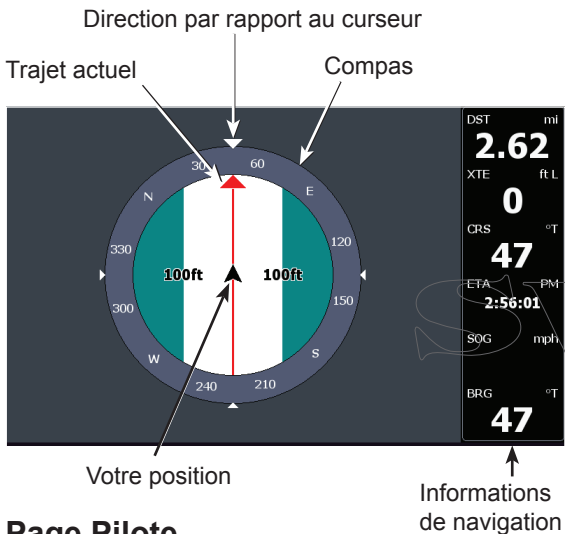 Direction par rapport au curseur
Trajet actuel
Compas
30
60
N
E
330
120
300
150
W
S
240
210
100ft
100ft
DST mi
2.62
XTE ft L
0
CRS °T
47
ETA PM
2:56:01
SOG mph
BRG °T
47
Votre position
Informations
de navigation
Page Pilote